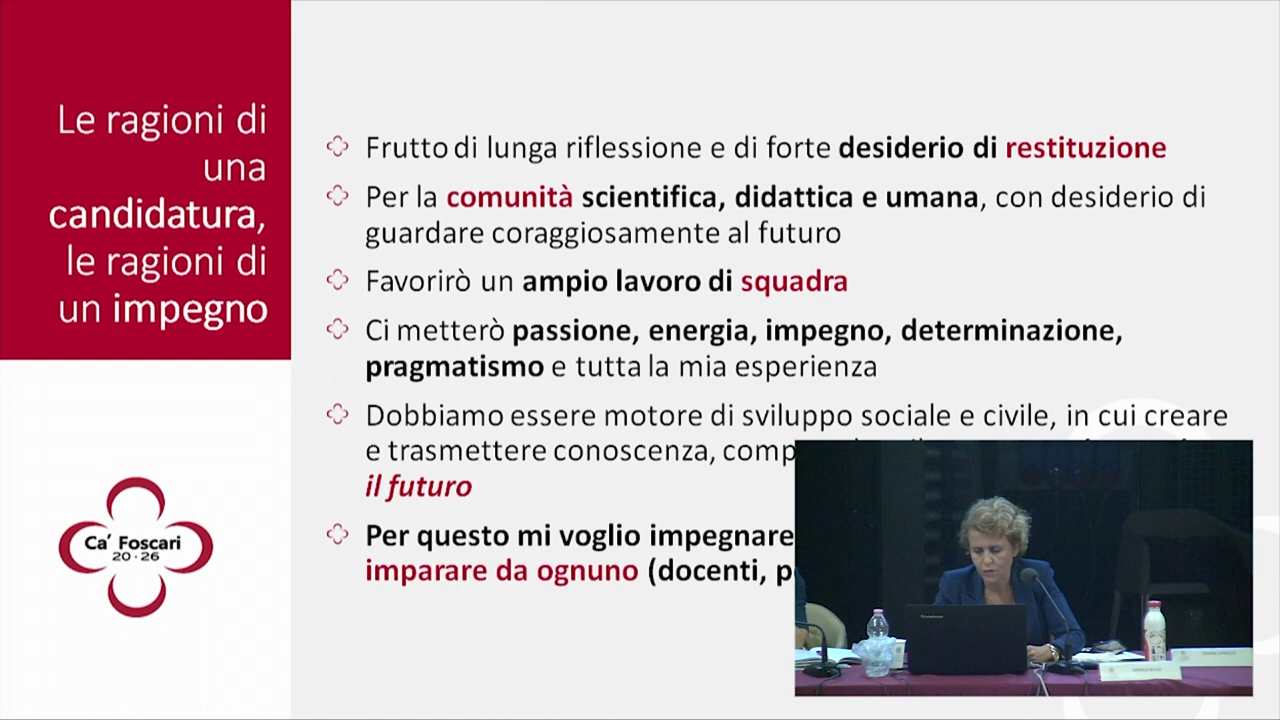 Le ragioni di
una
candidatura,
le ragioni di
un impegno
Frutto di lunga riflessione e di forte desiderio di restituzione
Per la comunità scientifica, didattica e umana, con desiderio di
guardare coraggiosamente al futuro
Favorirò un ampio lavoro di squadra
Ci metterò passione, energia, impegno, determinazione,
pragmatismo e tutta la mia esperienza
Dobbiamo essere motore di sviluppo sociale e civile, in cui creare
e trasmettere conoscenza, comp
il futuro
Per questo mi voglio impegnare
imparare da ognuno (docenti, p
Ca' Foscari
20·26
lenovo